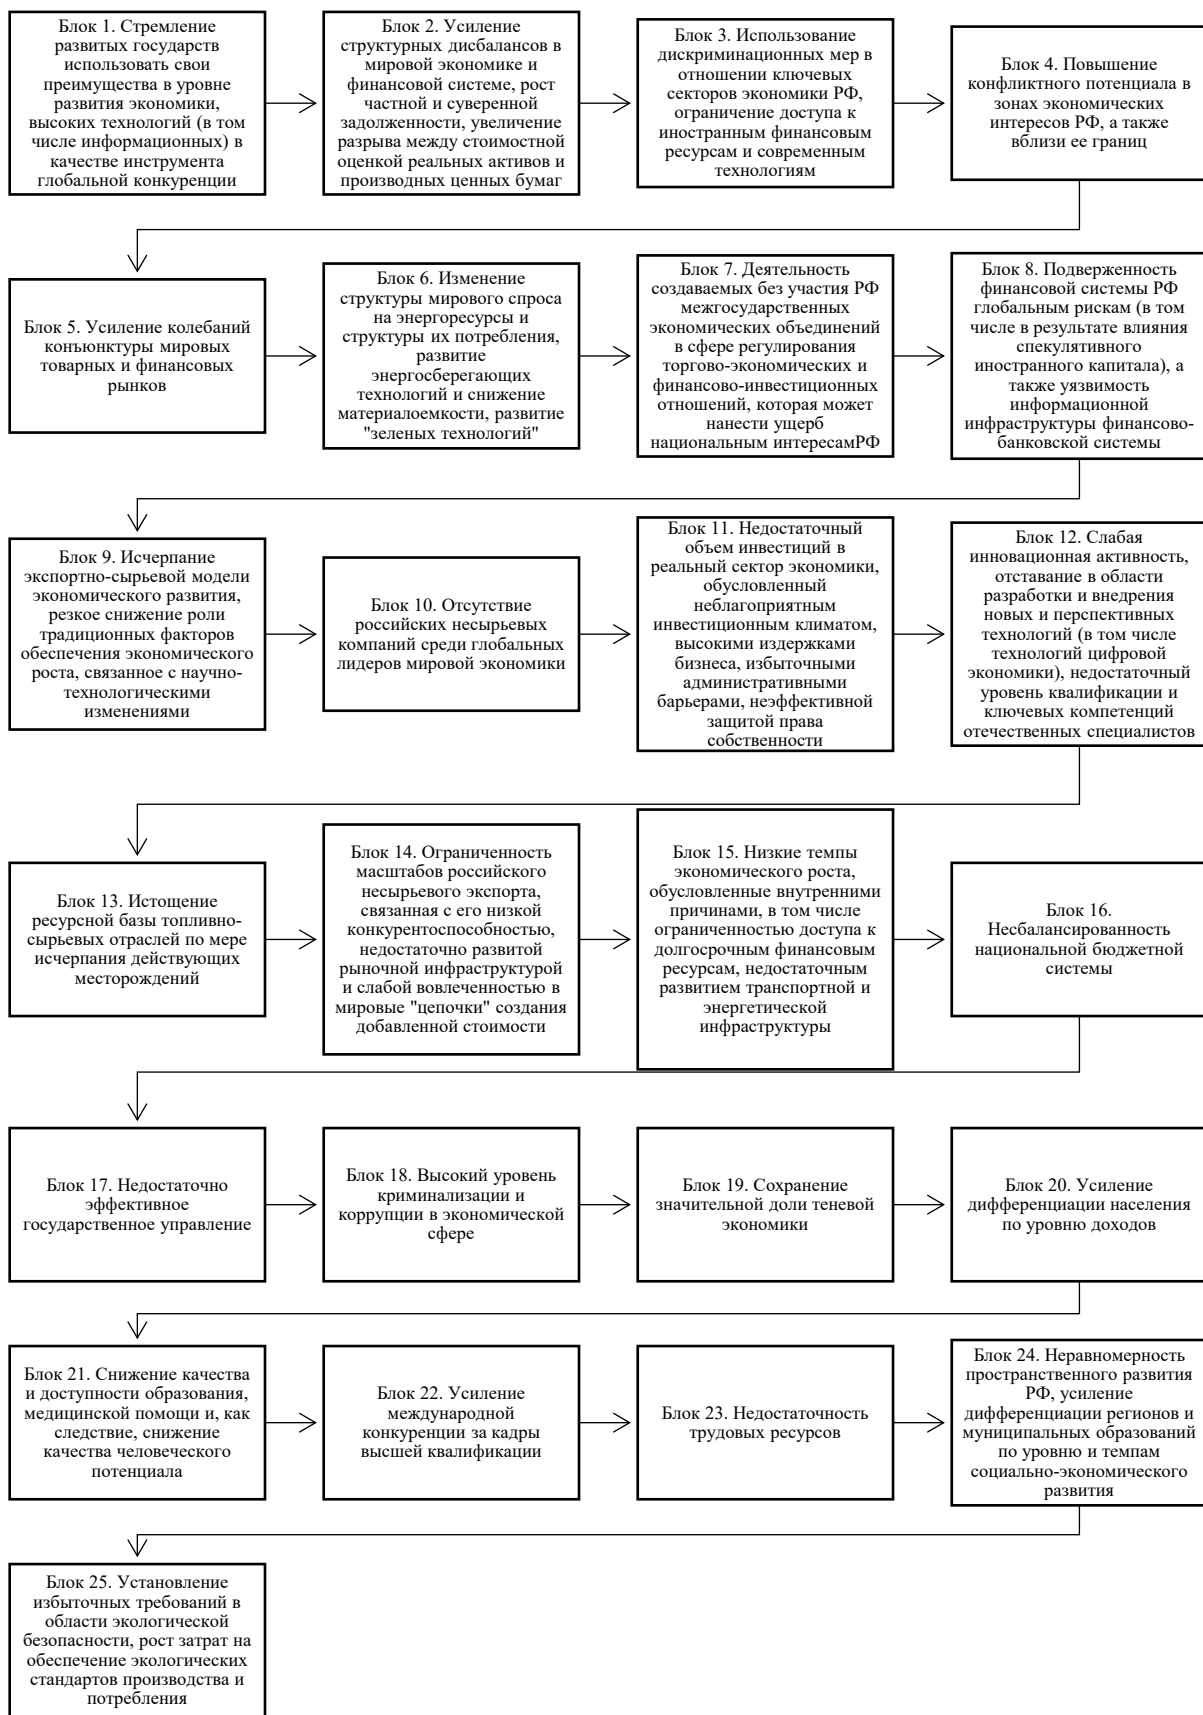 Блок 1. Стремление
развитых государств
использовать свои
преимущества в уровне
развития экономики,
высоких технологий (в том
числе информационных) в
качестве инструмента
глобальной конкуренции
Блок 2. Усиление
структурных дисбалансов в
мировой экономике и
финансовой системе, рост
частной и суверенной
задолженности, увеличение
разрыва между стоимостной
оценкой реальных активов и
производных ценных бумаг
Блок 3. Использование
дискриминационных мер в
отношении ключевых
секторов экономики РФ,
ограничение доступа к
иностранным финансовым
ресурсам и современным
технологиям
Блок 4. Повышение
конфликтного потенциала в
зонах экономических
интересов РФ, а также
вблизи ее границ
Блок 5. Усиление колебаний
конъюнктуры мировых
товарных и финансовых
рынков
Блок 6. Изменение
структуры мирового спроса
на энергоресурсы и
структуры их потребления,
развитие
энергосберегающих
технологий и снижение
материалоемкости, развитие
"зеленых технологий"
Блок 7. Деятельность
создаваемых без участия РФ
межгосударственных
экономических объединений
в сфере регулирования
торгово-экономических и
финансово-инвестиционных
отношений, которая может
нанести ущерб
национальным интересамРФ
Блок 8. Подверженность
финансовой системы РФ
глобальным рискам (в том
числе в результате влияния
спекулятивного
иностранного капитала), а
также уязвимость
информационной
инфраструктуры финансово-
банковской системы
Блок 9. Исчерпание
экспортно-сырьевой модели
экономического развития,
резкое снижение роли
традиционных факторов
обеспечения экономического
роста, связанное с научно-
технологическими
изменениями
Блок 10. Отсутствие
российских несырьевых
компаний среди глобальных
лидеров мировой экономики
Блок 11. Недостаточный
объем инвестиций в
реальный сектор экономики,
обусловленный
неблагоприятным
инвестиционным климатом,
высокими издержками
бизнеса, избыточными
административными
барьерами, неэффективной
защитой права
собственности
Блок 12. Слабая
инновационная активность,
отставание в области
разработки и внедрения
новых и перспективных
технологий (в том числе
технологий цифровой
экономики), недостаточный
уровень квалификации и
ключевых компетенций
отечественных специалистов
Блок 13. Истощение
ресурсной базы топливно-
сырьевых отраслей по мере
исчерпания действующих
месторождений
Блок 14. Ограниченность
масштабов российского
несырьевого экспорта,
связанная с его низкой
конкурентоспособностью,
недостаточно развитой
рыночной инфраструктурой
и слабой вовлеченностью в
мировые "цепочки" создания
добавленной стоимости
Блок 15. Низкие темпы
экономического роста,
обусловленные внутренними
причинами, в том числе
ограниченностью доступа к
долгосрочным финансовым
ресурсам, недостаточным
развитием транспортной и
энергетической
инфраструктуры
Блок 16.
Несбалансированность
национальной бюджетной
системы
Блок 17. Недостаточно
эффективное
государственное управление
Блок 18. Высокий уровень
криминализации и
коррупции в экономической
сфере
Блок 19. Сохранение
значительной доли теневой
экономики
Блок 20. Усиление
дифференциации населения
по уровню доходов
Блок 21. Снижение качества
и доступности образования,
медицинской помощи и, как
следствие, снижение
качества человеческого
потенциала
Блок 22. Усиление
международной
конкуренции за кадры
высшей квалификации
Блок 23. Недостаточность
трудовых ресурсов
Блок 24. Неравномерность
пространственного развития
РФ, усиление
дифференциации регионов и
муниципальных образований
по уровню и темпам
социально-экономического
развития
Блок 25. Установление
избыточных требований в
области экологической
безопасности, рост затрат на
обеспечение экологических
стандартов производства и
потребления